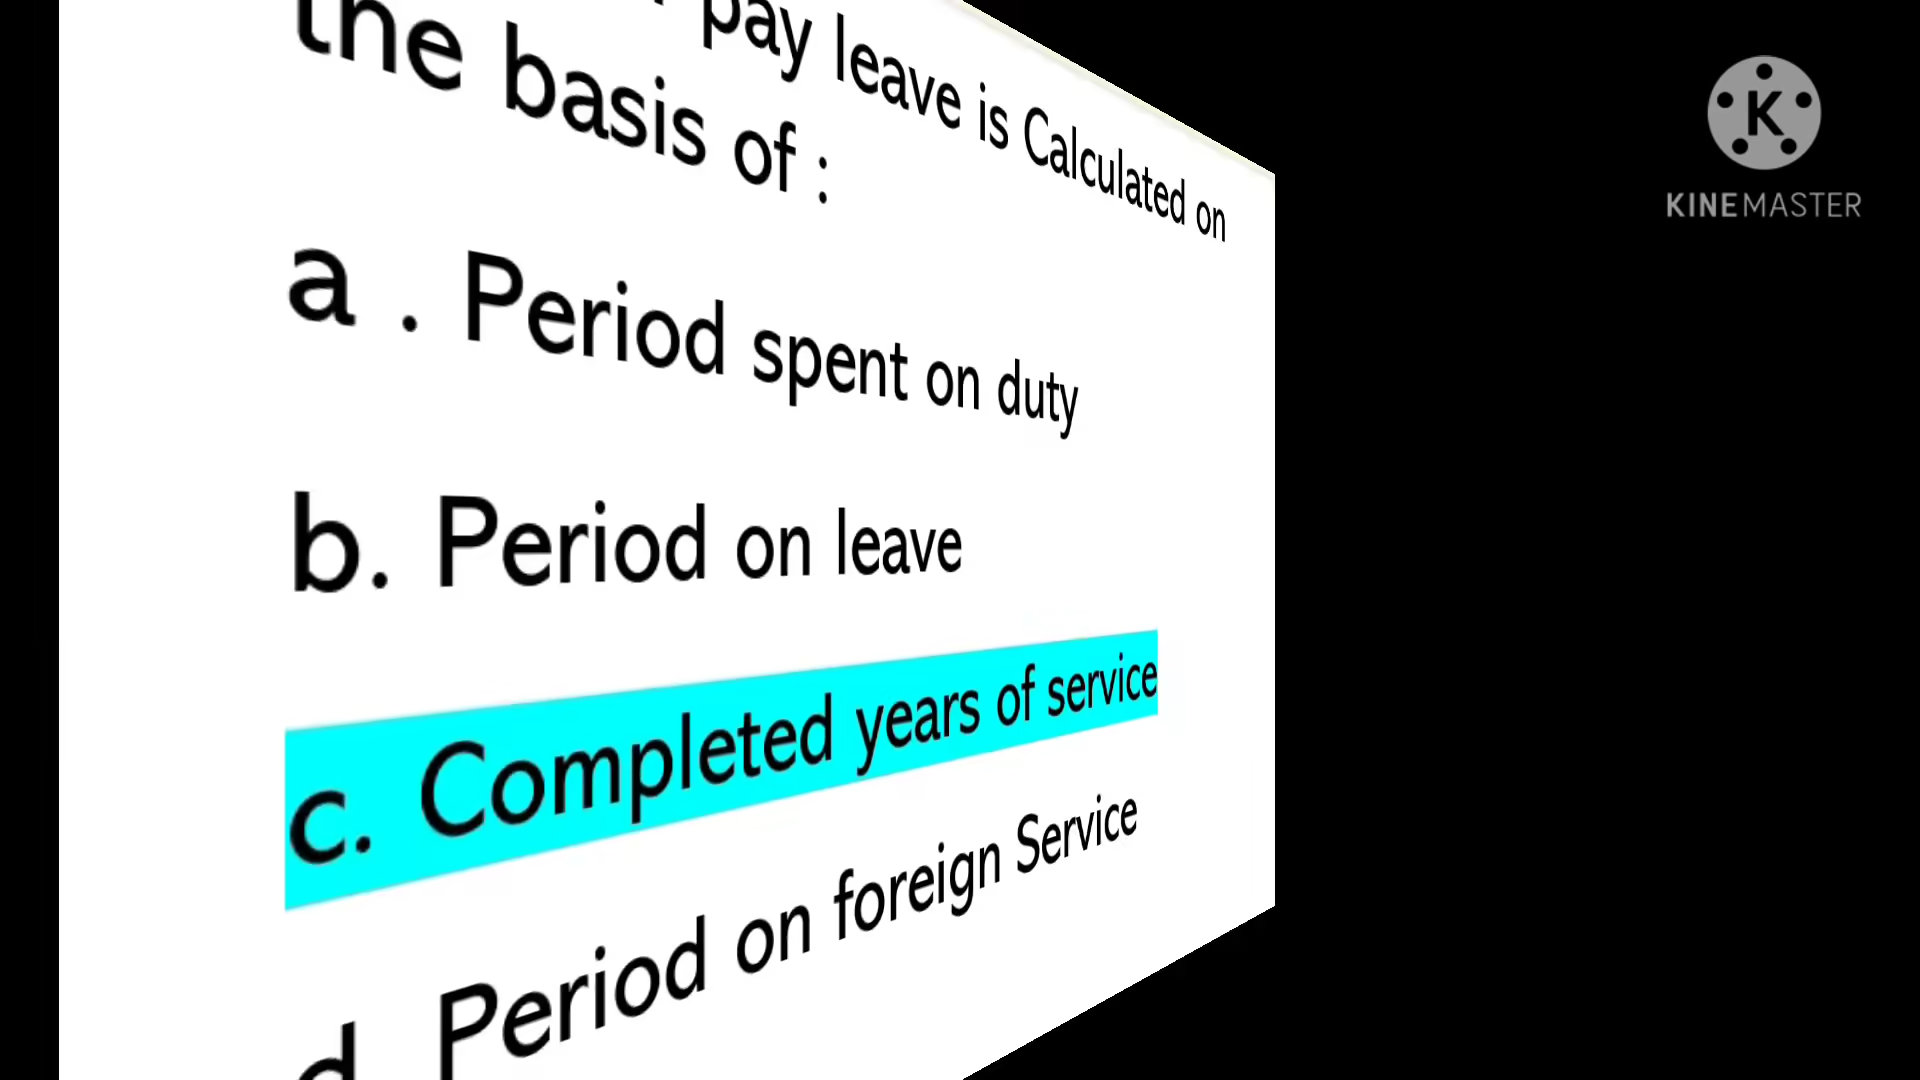 pay leave is Calculated on
the basis of :
a . Period spent on duty
b. Period on leave
c. Completed years of service
d. Period on foreign Service
K
KINEMASTER